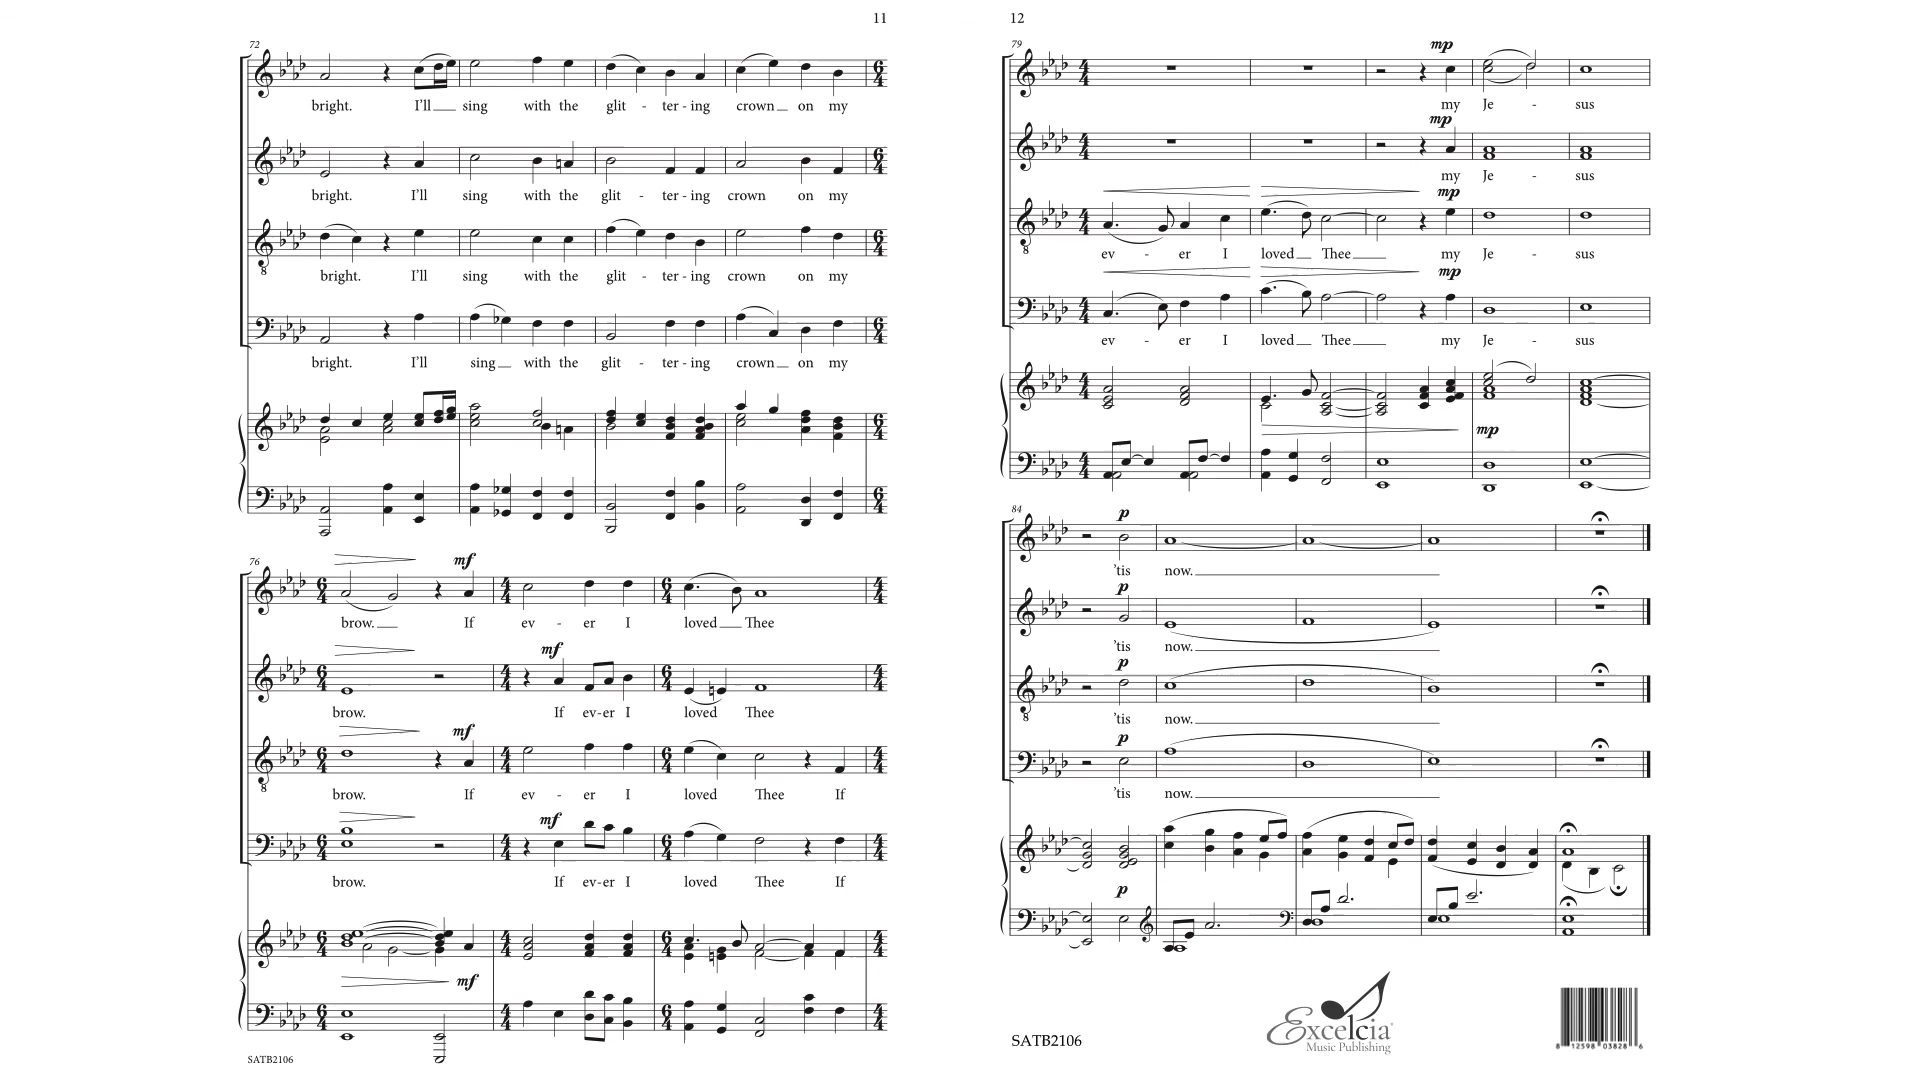 11
72
bright. I'll sing with the glit - ter - ing crown on my
bright. I'll sing with the glit - ter - ing crown on my
bright. I'll sing with the glit - ter - ing crown on my
bright. I'll sing with the glit - ter - ing crown on my
6
4
76
mf
brow. If ev - er I loved Thee
mf
brow. If ev-er I loved Thee
mf
brow. If ev - er I loved Thee If
mf
brow. If ev-er I loved Thee If
mf
SATB2106
12
79
mp
my Je - sus
mp
my Je - sus
mp
ev - er I loved Thee my Je - sus
mp
ev - er I loved Thee my Je - sus
mp
84
p
'tis now.
p
'tis now.
p
'tis now.
p
'tis now.
p
SATB2106
Excelcia
Music Publishing
8 12598 03828 6